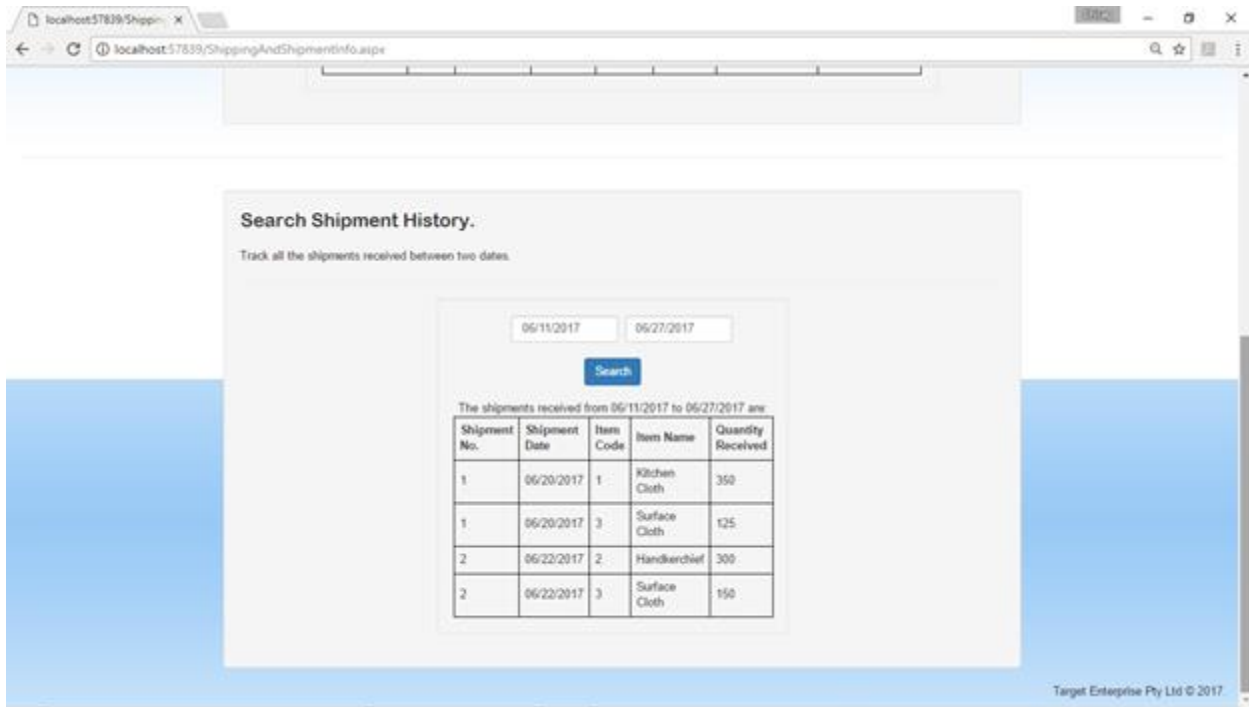 localhost:57839/Shippin
localhost:57839/ShippingAndShipmentInfo.aspx
Search Shipment History.
Track all the shipments received between two dates.
06/11/2017 06/27/2017
Search
The shipments received from 06/11/2017 to 06/27/2017 are:
Shipment No. Shipment Date Item Code Item Name Quantity Received
1 06/20/2017 1 Kitchen Cloth 350
1 06/20/2017 3 Surface Cloth 125
2 06/22/2017 2 Handkerchief 300
2 06/22/2017 3 Surface Cloth 150
Target Enterprise Pty Ltd © 2017